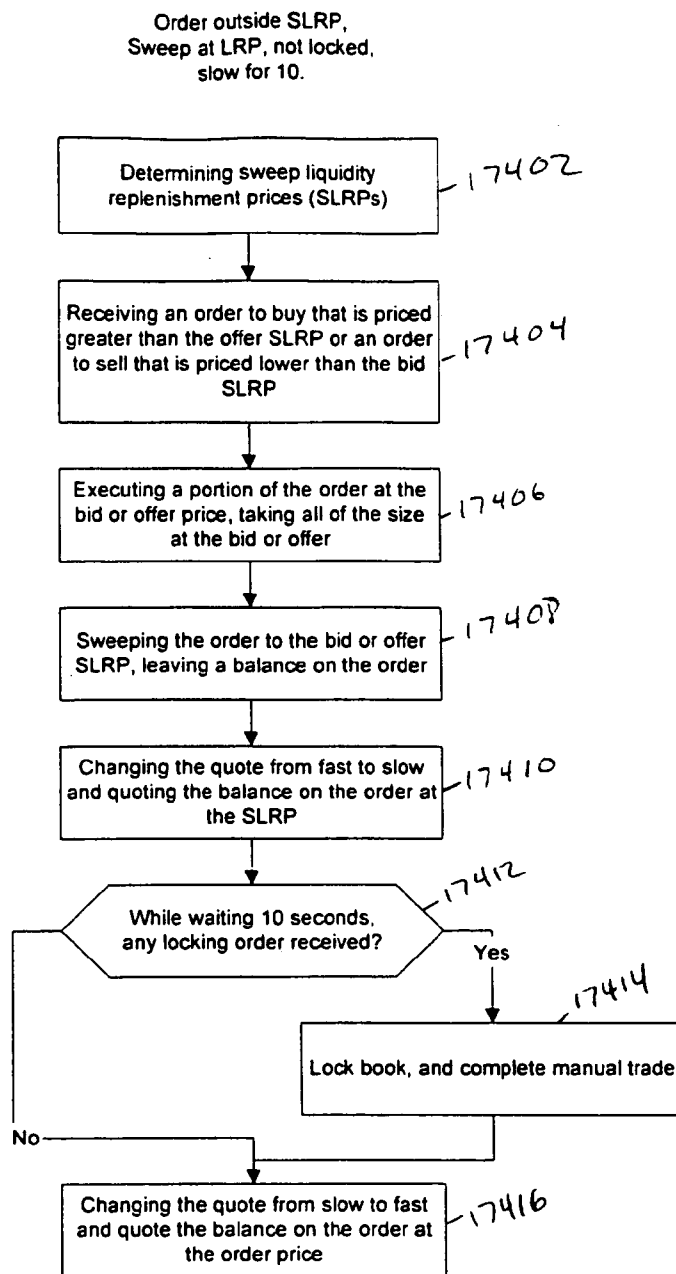 Order outside SLRP,
Sweep at LRP, not locked,
slow for 10.
Determining sweep liquidity
replenishment prices (SLRPs)
17402
Receiving an order to buy that is priced
greater than the offer SLRP or an order
to sell that is priced lower than the bid
SLRP
17404
Executing a portion of the order at the
bid or offer price, taking all of the size
at the bid or offer
17406
Sweeping the order to the bid or offer
SLRP, leaving a balance on the order
17408
Changing the quote from fast to slow
and quoting the balance on the order at
the SLRP
17410
While waiting 10 seconds,
any locking order received?
17412
Yes
17414
Lock book, and complete manual trade
No
Changing the quote from slow to fast
and quote the balance on the order at
the order price
17416